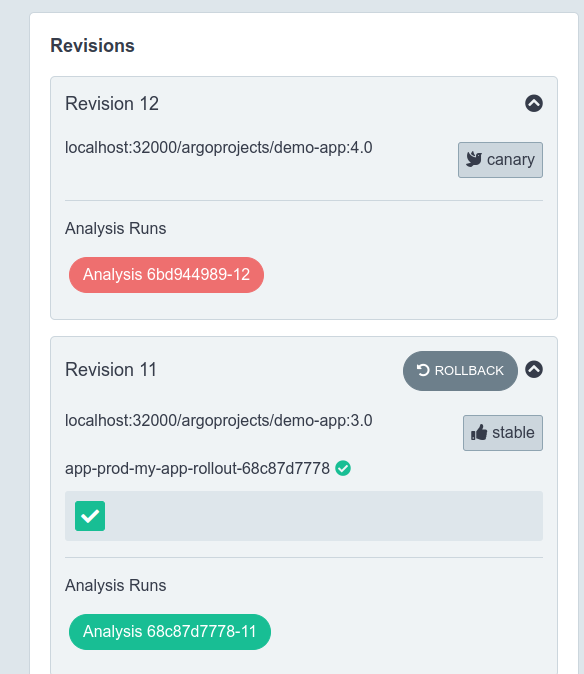 Revisions
Revision 12
localhost:32000/argoprojects/demo-app:4.0
canary
Analysis Runs
Analysis 6bd944989-12
Revision 11
ROLLBACK
localhost:32000/argoprojects/demo-app:3.0
stable
app-prod-my-app-rollout-68c87d7778
Analysis Runs
Analysis 68c87d7778-11